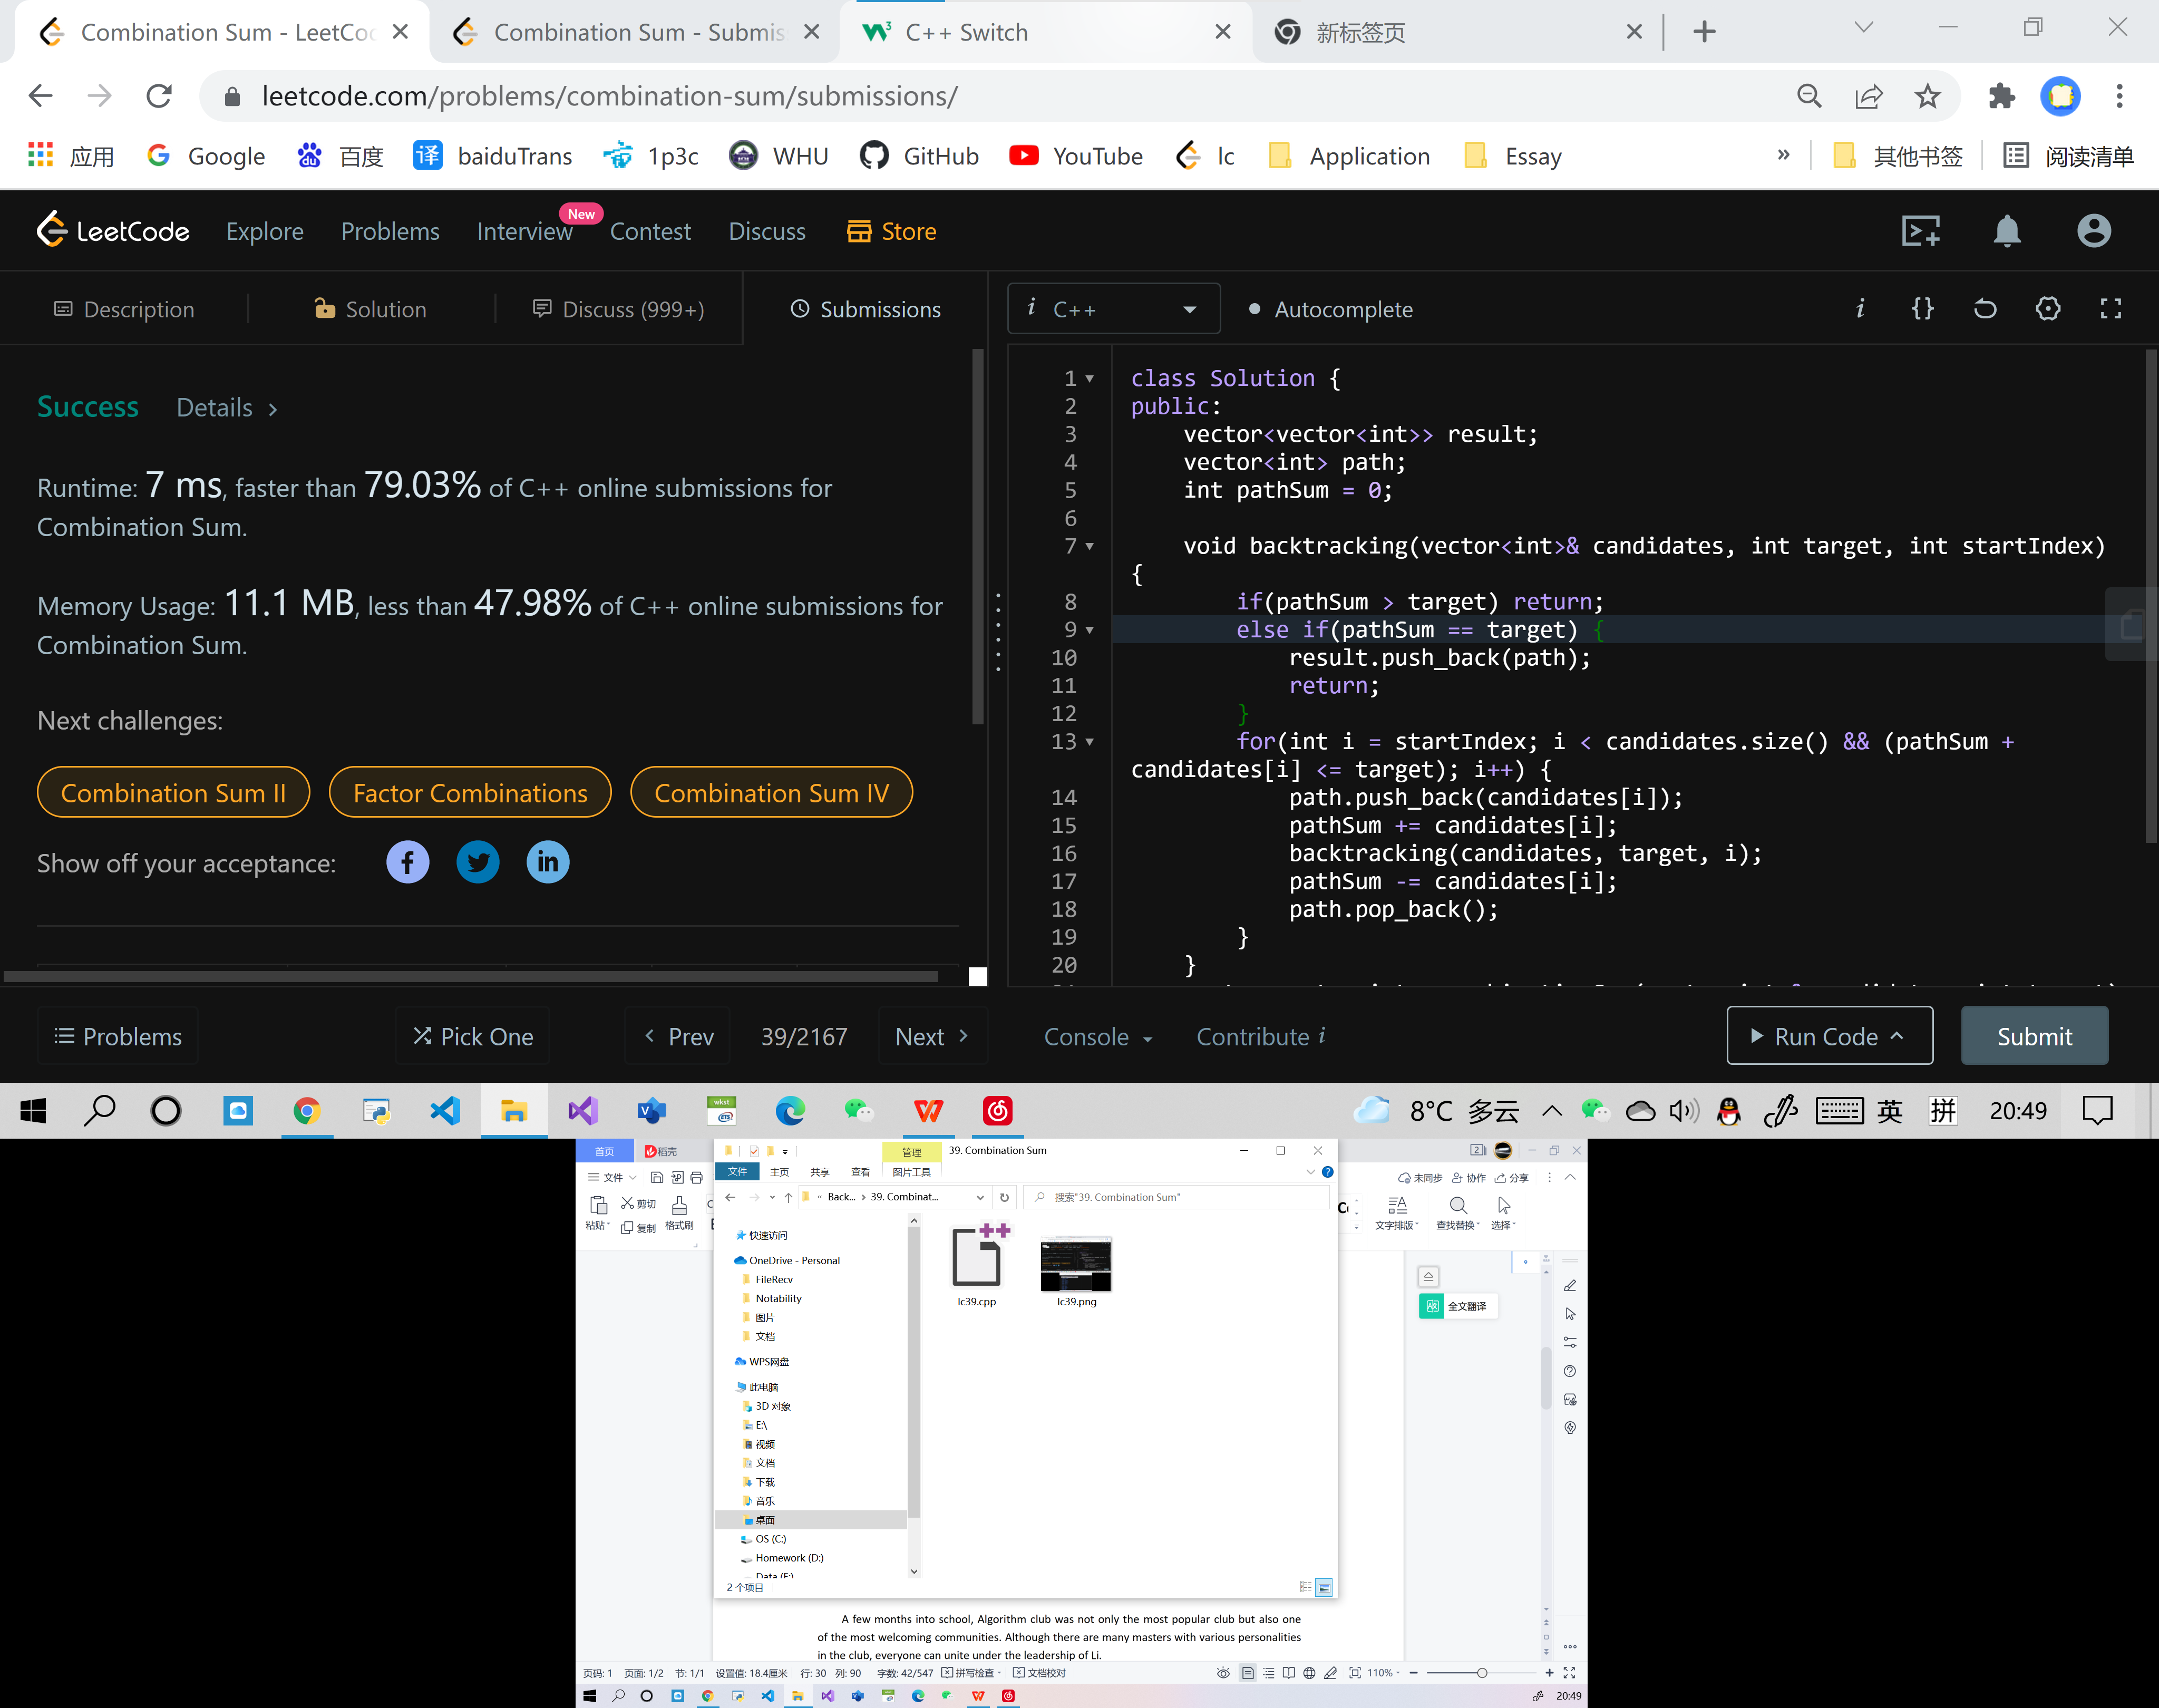 Combination Sum - LeetCo
Combination Sum - Submis
C++ Switch
新标签页
leetcode.com/problems/combination-sum/submissions/
应用
Google
百度
译
baiduTrans
1p3c
WHU
GitHub
YouTube
lc
Application
Essay
»
其他书签
阅读清单
LeetCode
Explore
Problems
Interview
New
Contest
Discuss
Store
Description
Solution
Discuss (999+)
Submissions
i C++
Autocomplete
i
{}
Success Details >
Runtime: 7 ms, faster than 79.03% of C++ online submissions for
Combination Sum.
Memory Usage: 11.1 MB, less than 47.98% of C++ online submissions for
Combination Sum.
Next challenges:
Combination Sum II
Factor Combinations
Combination Sum IV
Show off your acceptance:
1 class Solution {
2 public:
3 vector<vector<int>> result;
4 vector<int> path;
5 int pathSum = 0;
6
7 void backtracking(vector<int>& candidates, int target, int startIndex)
{
8 if(pathSum > target) return;
9 else if(pathSum == target) {
10 result.push_back(path);
11 return;
12 }
13 for(int i = startIndex; i < candidates.size() && (pathSum +
candidates[i] <= target); i++) {
14 path.push_back(candidates[i]);
15 pathSum += candidates[i];
16 backtracking(candidates, target, i);
17 pathSum -= candidates[i];
18 path.pop_back();
19 }
20 }
Problems
Pick One
Prev
39/2167
Next
Console
Contribute i
Run Code
Submit
8°C 多云
英
拼
20:49
首页
稻壳
管理
39. Combination Sum
文件
主页
共享
查看
图片工具
文件
未同步
协作
分享
« Back... > 39. Combinat...
搜索"39. Combination Sum"
粘贴
剪切
复制
格式刷
文字排版
查找替换
选择
快速访问
OneDrive - Personal
FileRecv
Notability
图片
文档
WPS网盘
此电脑
3D 对象
E:\
视频
文档
下载
音乐
桌面
OS (C:)
Homework (D:)
2 个项目
lc39.cpp
lc39.png
全文翻译
A few months into school, Algorithm club was not only the most popular club but also one
of the most welcoming communities. Although there are many masters with various personalities
in the club, everyone can unite under the leadership of Li.
页码: 1 页面: 1/2 节: 1/1 设置值: 18.4厘米 行: 30 列: 90 字数: 42/547 拼写检查 文档校对
110%
20:49